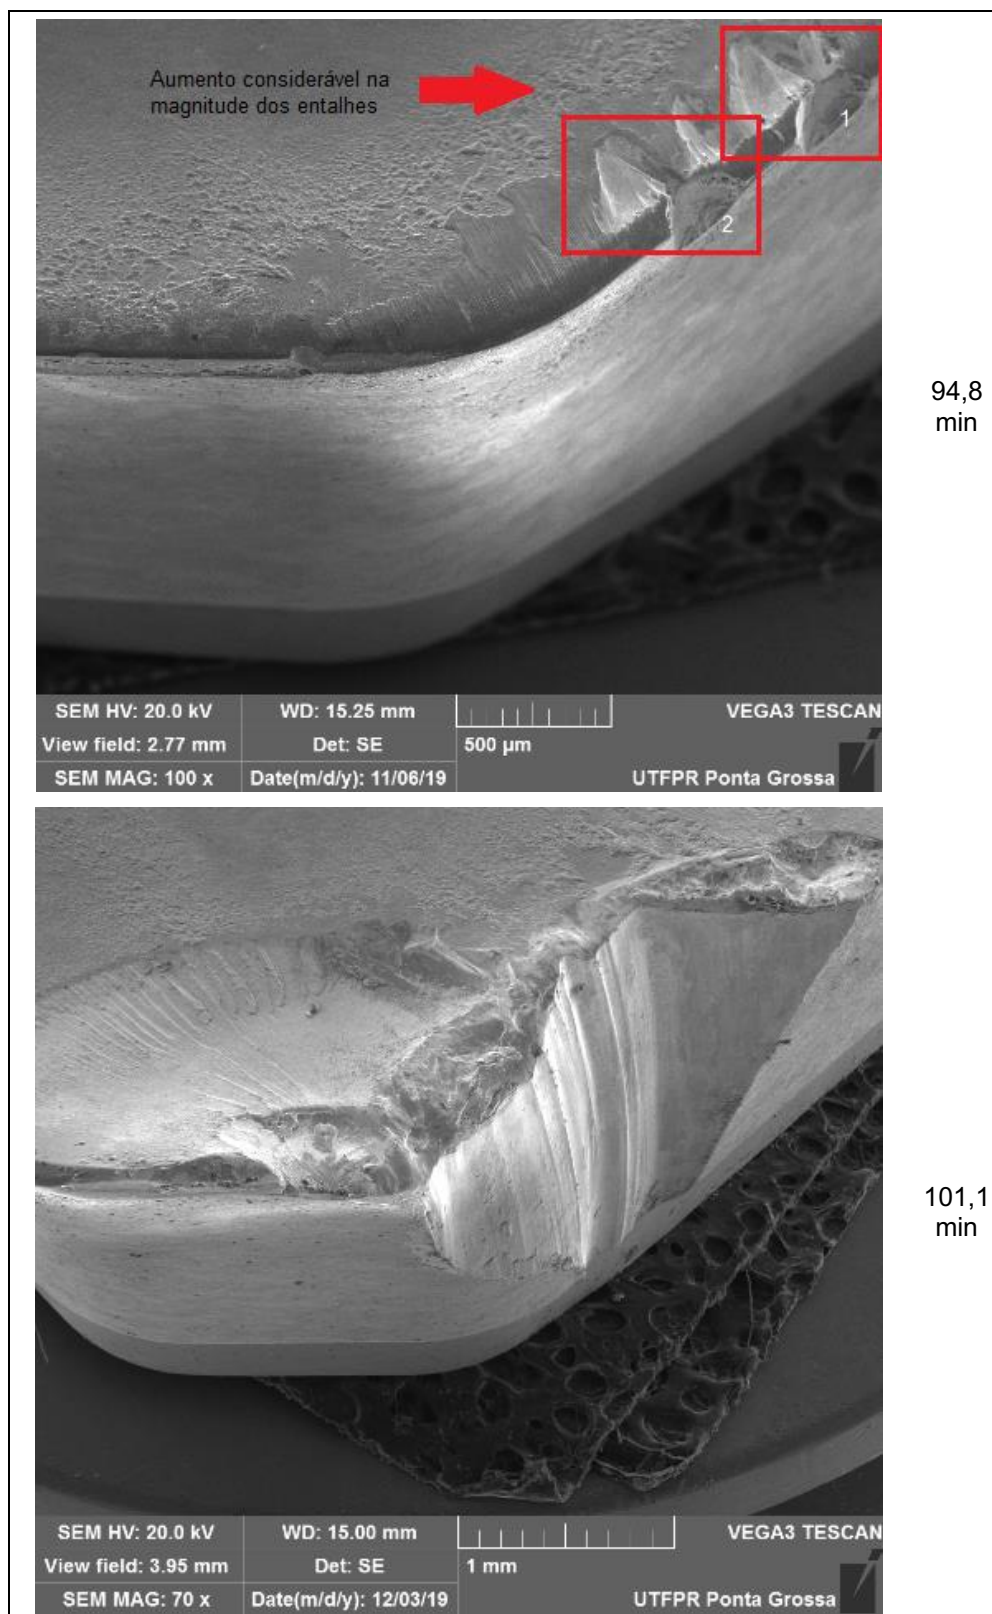 Aumento considerável na
magnitude dos entalhes
1
2
SEM HV: 20.0 kV WD: 15.25 mm VEGA3 TESCAN
View field: 2.77 mm Det: SE 500 µm
SEM MAG: 100 x Date(m/d/y): 11/06/19 UTFPR Ponta Grossa
94,8
min
SEM HV: 20.0 kV WD: 15.00 mm VEGA3 TESCAN
View field: 3.95 mm Det: SE 1 mm
SEM MAG: 70 x Date(m/d/y): 12/03/19 UTFPR Ponta Grossa
101,1
min